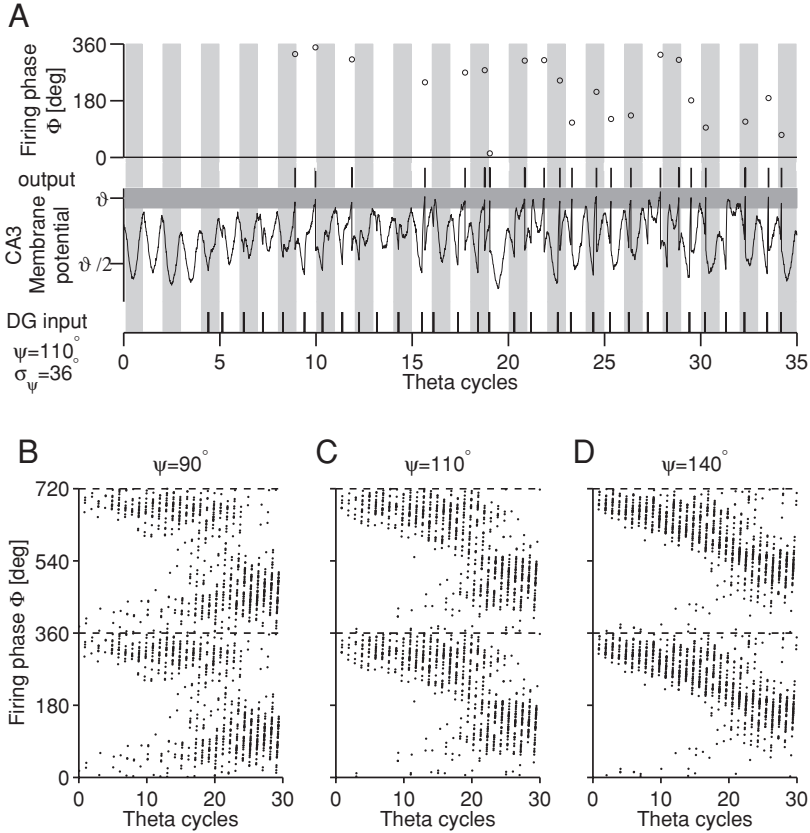 A
360
180
0
Firing phase
Φ [deg]
output
ϑ
ϑ/2
CA3
Membrane
potential
DG input
ψ=110°
σψ=36°
0 5 10 15 20 25 30 35
Theta cycles
B C D
ψ=90° ψ=110° ψ=140°
720
540
360
180
0
Firing phase Φ [deg]
0 10 20 30 0 10 20 30 0 10 20 30
Theta cycles Theta cycles Theta cycles